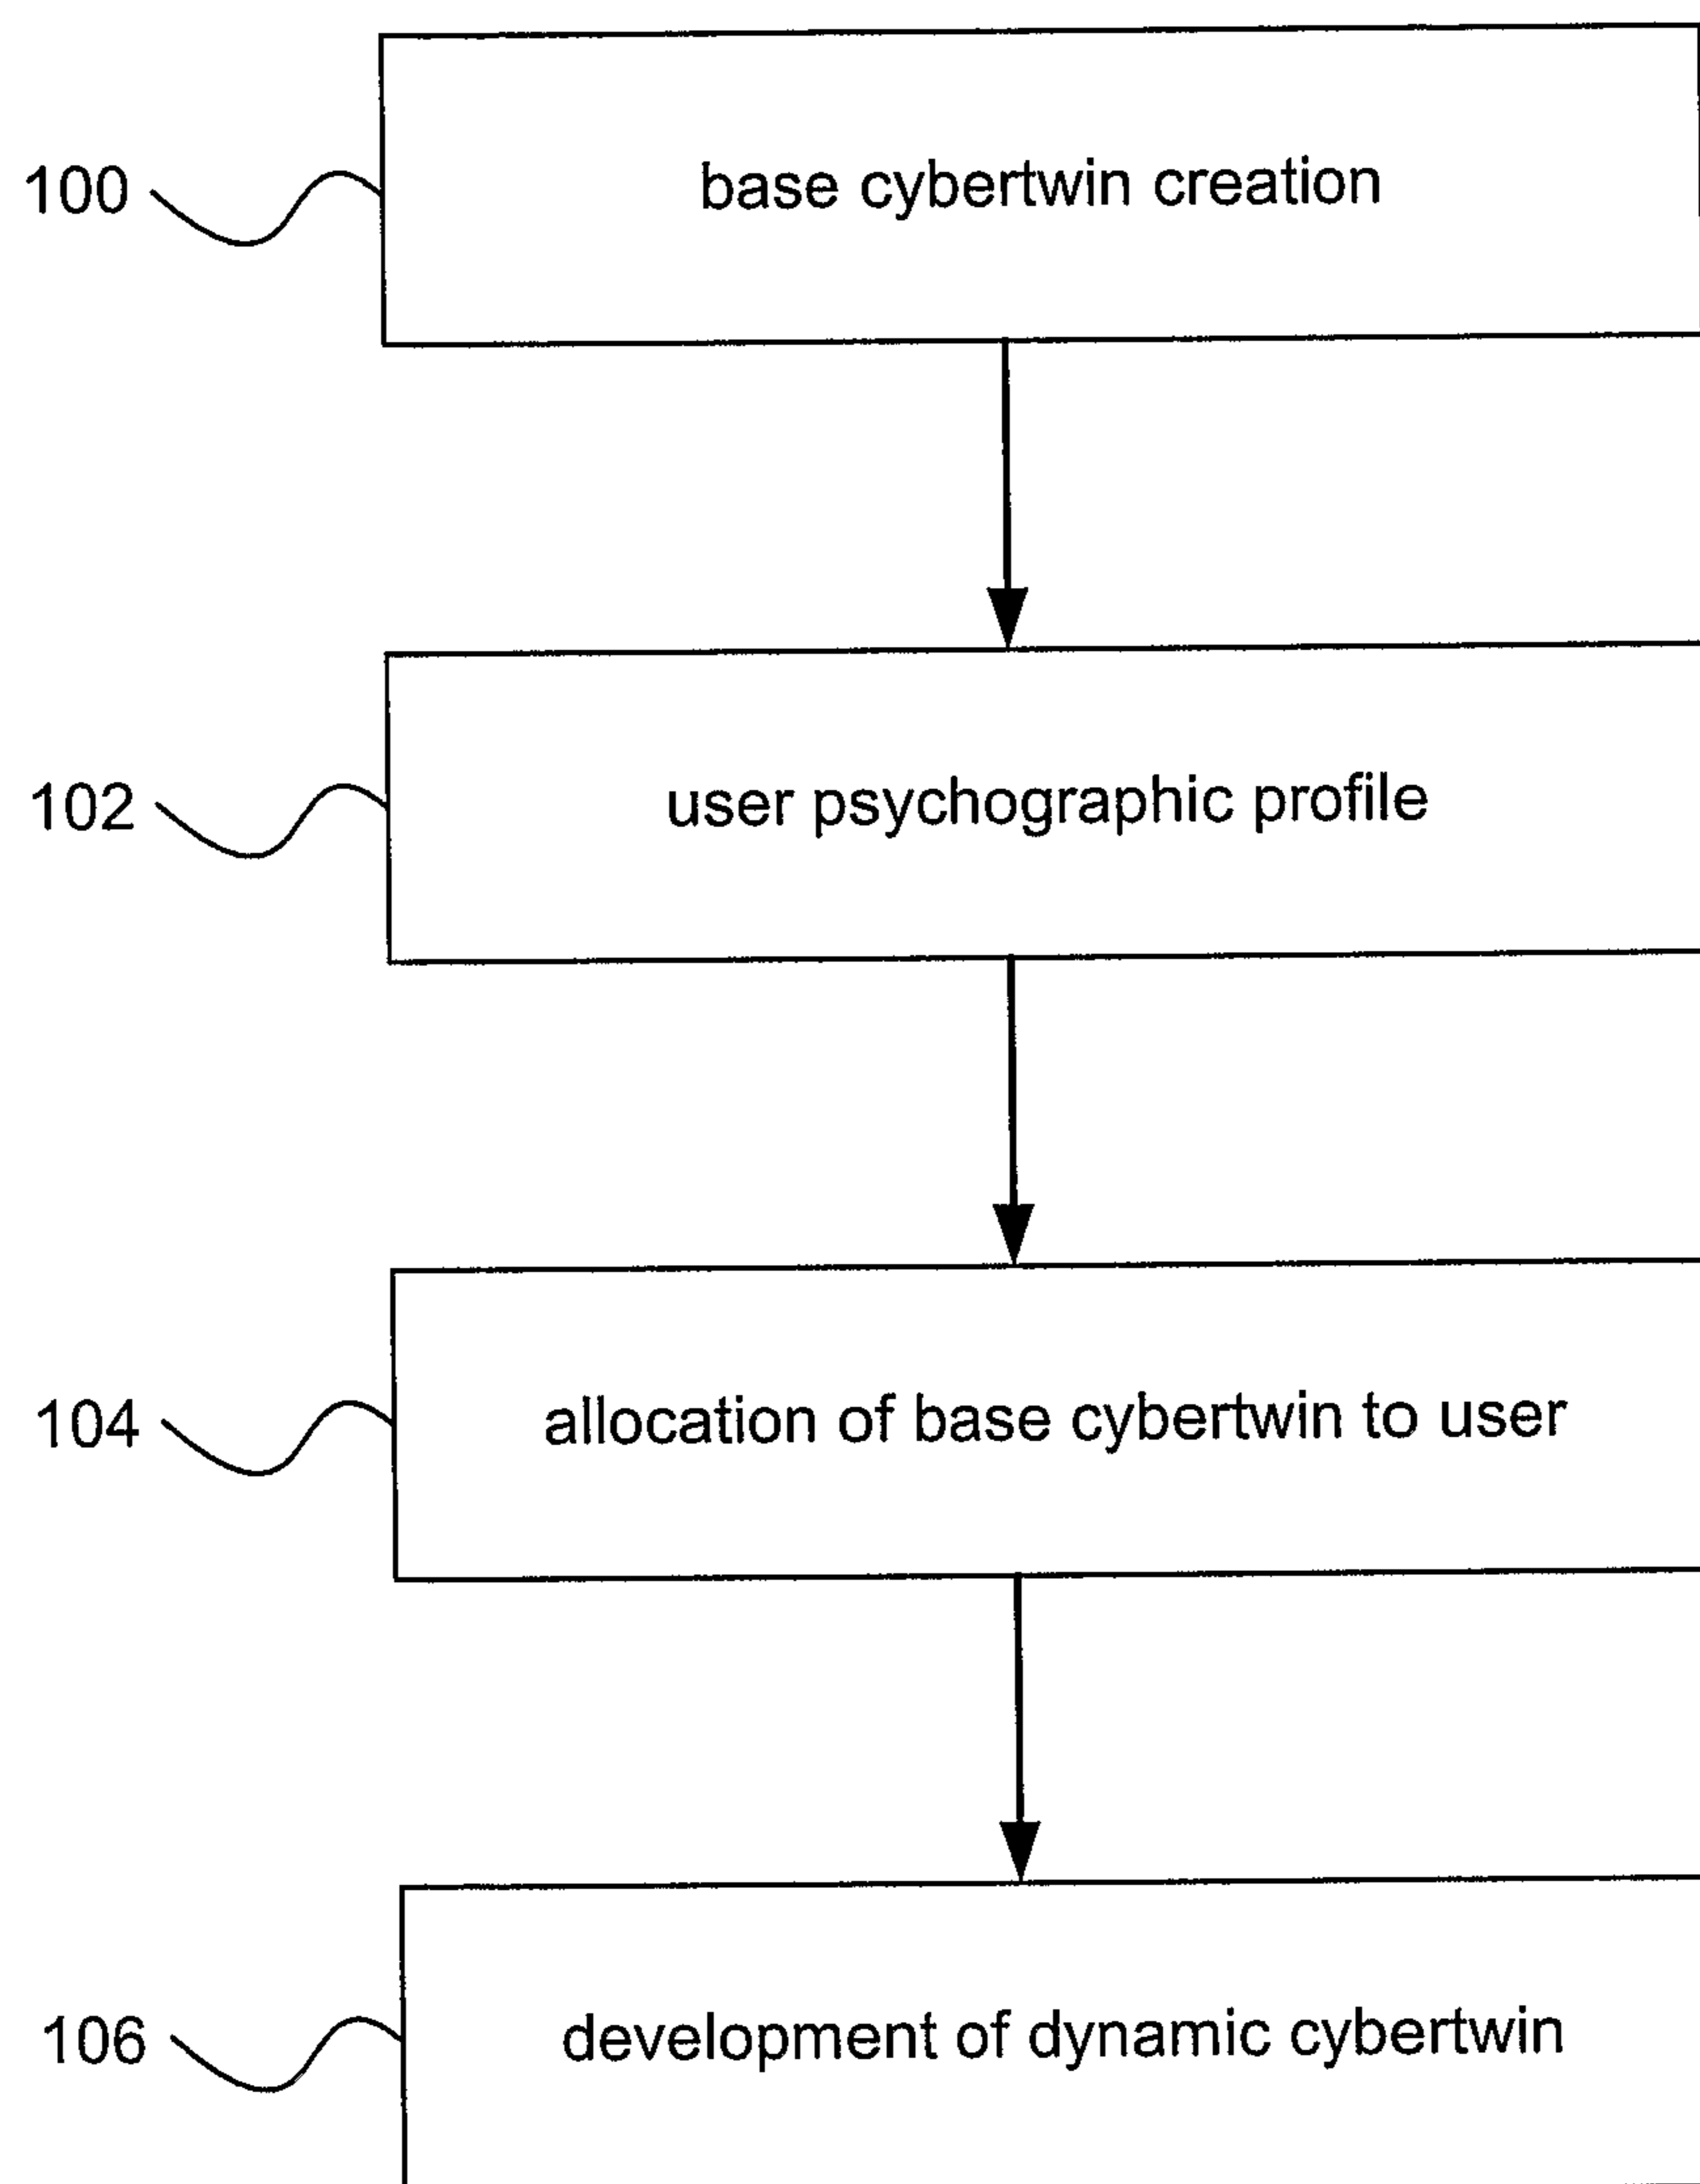 100 base cybertwin creation
102 user psychographic profile
104 allocation of base cybertwin to user
106 development of dynamic cybertwin